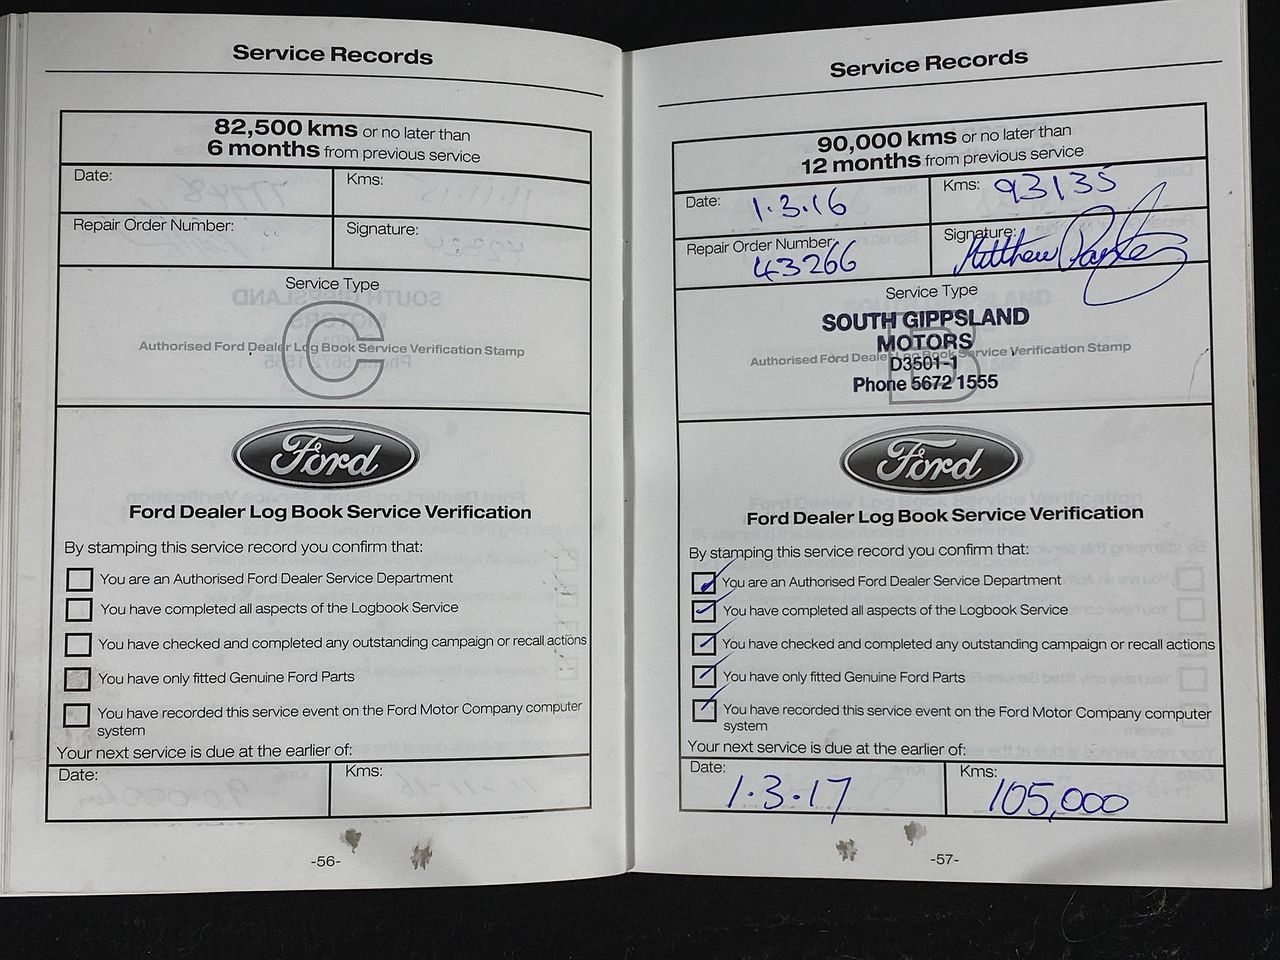 Service Records
82,500 kms or no later than
6 months from previous service
Date:
Kms:
Repair Order Number:
Signature:
Service Type
C
Authorised Ford Dealer Log Book Service Verification Stamp
Ford
Ford Dealer Log Book Service Verification
By stamping this service record you confirm that:
You are an Authorised Ford Dealer Service Department
You have completed all aspects of the Logbook Service
You have checked and completed any outstanding campaign or recall actions
You have only fitted Genuine Ford Parts
You have recorded this service event on the Ford Motor Company computer
system
Your next service is due at the earlier of:
Date:
Kms:
-56-
Service Records
90,000 kms or no later than
12 months from previous service
Date: 1.3.16
Kms: 93135
Repair Order Number: 43266
Signature: Matthew
Service Type
SOUTH GIPPSLAND
MOTORS
Authorised Ford Dealer Log Book Service Verification Stamp
D3501-1
Phone 5672 1555
Ford
Ford Dealer Log Book Service Verification
By stamping this service record you confirm that:
You are an Authorised Ford Dealer Service Department
You have completed all aspects of the Logbook Service
You have checked and completed any outstanding campaign or recall actions
You have only fitted Genuine Ford Parts
You have recorded this service event on the Ford Motor Company computer
system
Your next service is due at the earlier of:
Date: 1.3.17
Kms: 105,000
-57-